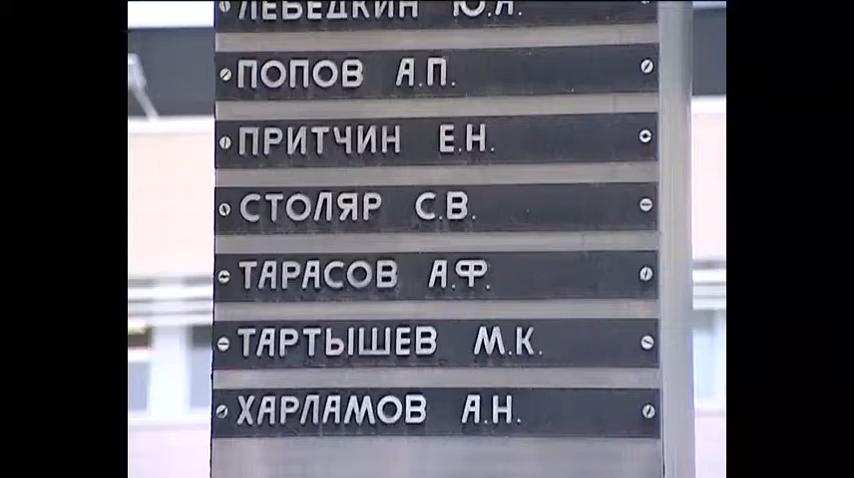 ЛЕБЕДКИН Ю.Я.
ПОПОВ А.П.
ПРИТЧИН Е.Н.
СТОЛЯР С.В.
ТАРАСОВ А.Ф.
ТАРТЫШЕВ М.К.
ХАРЛАМОВ А.Н.